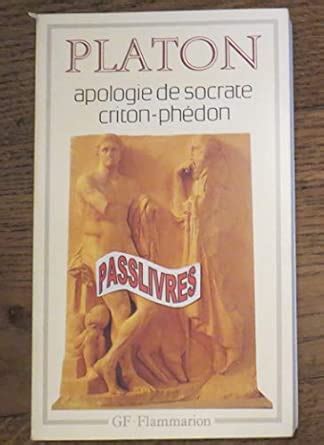 PLATON
apologie de socrate
criton-phédon
PASSLIVRES
GF-Flammarion